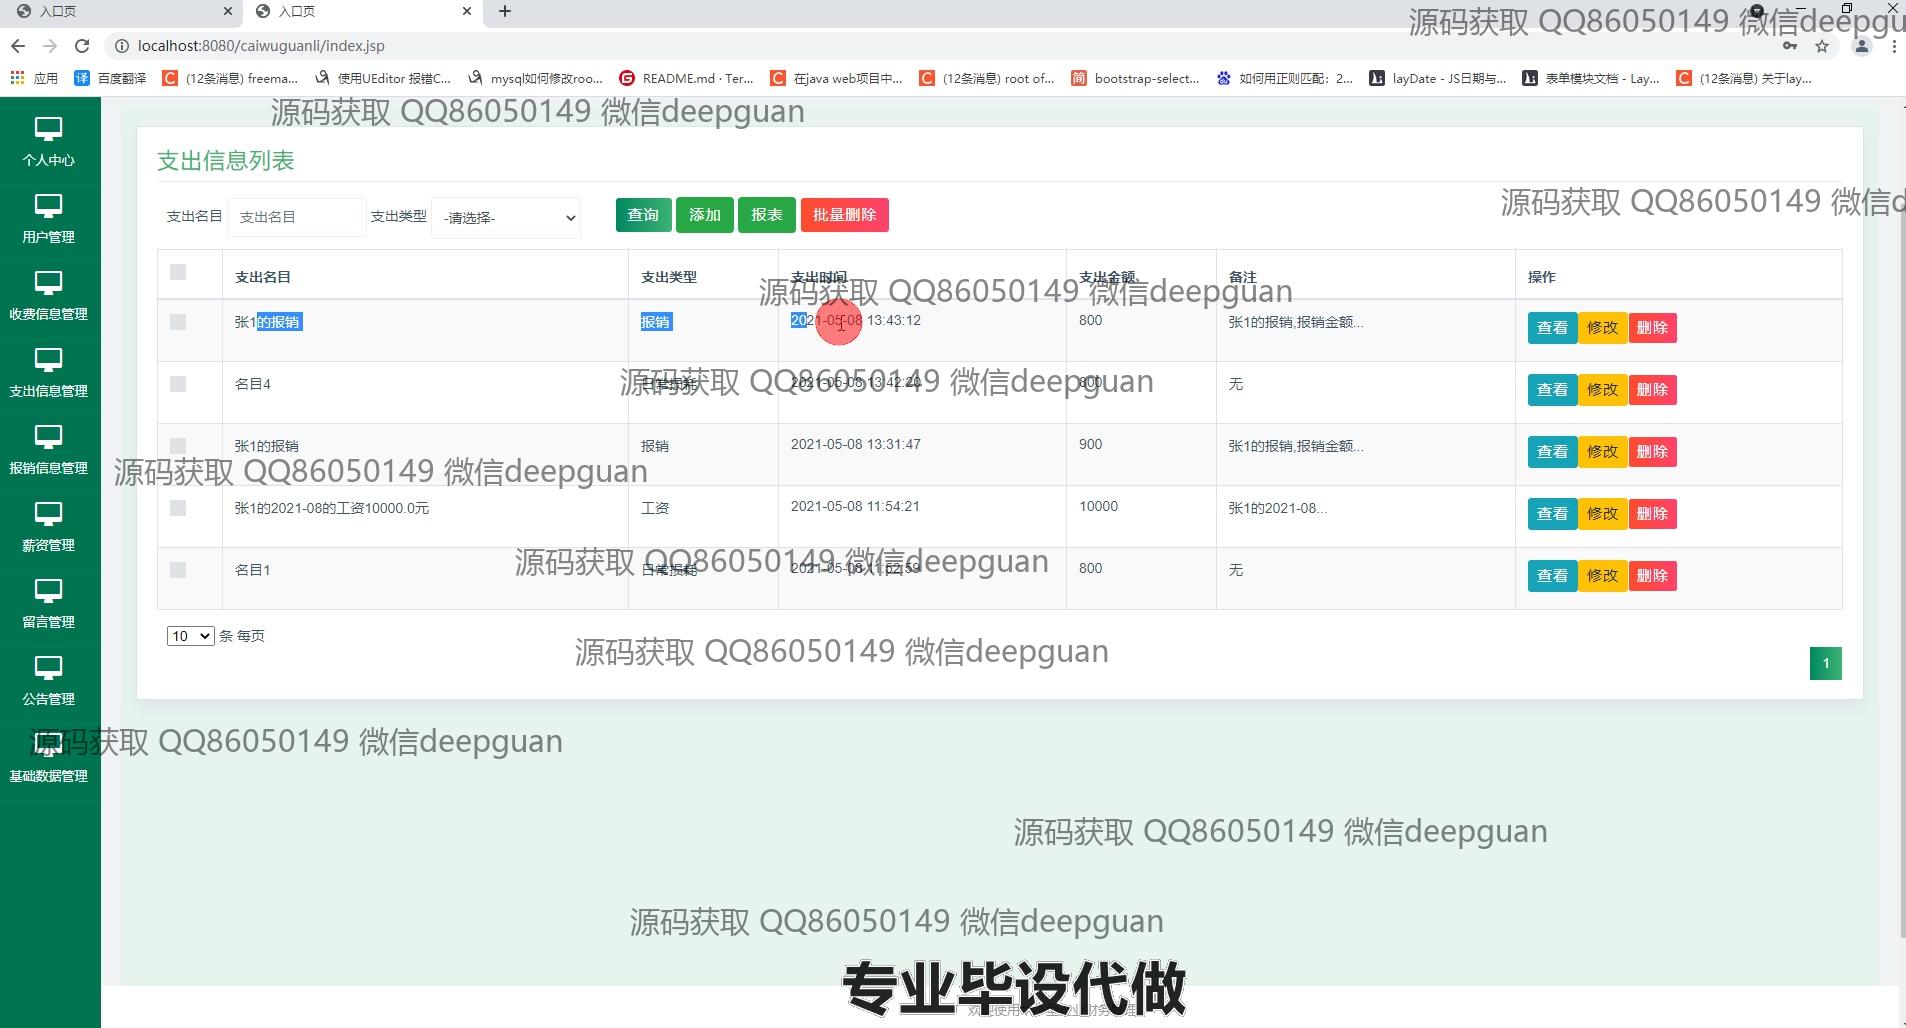 入口页
入口页
localhost:8080/caiwuguanli/index.jsp
应用
百度翻译
(12条消息) freema...
使用UEditor 报错C...
mysql如何修改roo...
README.md · Ter...
在java web项目中...
(12条消息) root of...
bootstrap-select...
如何用正则匹配：2...
layDate - JS日期与...
表单模块文档 - Lay...
(12条消息) 关于lay...
源码获取 QQ86050149 微信deepgu
源码获取 QQ86050149 微信deepguan
个人中心
用户管理
收费信息管理
支出信息管理
报销信息管理
薪资管理
留言管理
公告管理
基础数据管理
支出信息列表
源码获取 QQ86050149 微信d
支出名目 支出名目 支出类型 -请选择- 查询 添加 报表 批量删除
支出名目 支出类型 支出时间 支出金额 备注 操作
源码获取 QQ86050149 微信deepguan
张1的报销 报销 2021-05-08 13:43:12 800 张1的报销,报销金额... 查看 修改 删除
名目4 日常损耗 2021-05-08 13:42:20 800 无 查看 修改 删除
源码获取 QQ86050149 微信deepguan
张1的报销 报销 2021-05-08 13:31:47 900 张1的报销,报销金额... 查看 修改 删除
源码获取 QQ86050149 微信deepguan
张1的2021-08的工资10000.0元 工资 2021-05-08 11:54:21 10000 张1的2021-08... 查看 修改 删除
名目1 日常损耗 2021-05-08 11:52:59 800 无 查看 修改 删除
源码获取 QQ86050149 微信deepguan
10 条 每页
源码获取 QQ86050149 微信deepguan
1
源码获取 QQ86050149 微信deepguan
源码获取 QQ86050149 微信deepguan
源码获取 QQ86050149 微信deepguan
专业毕设代做